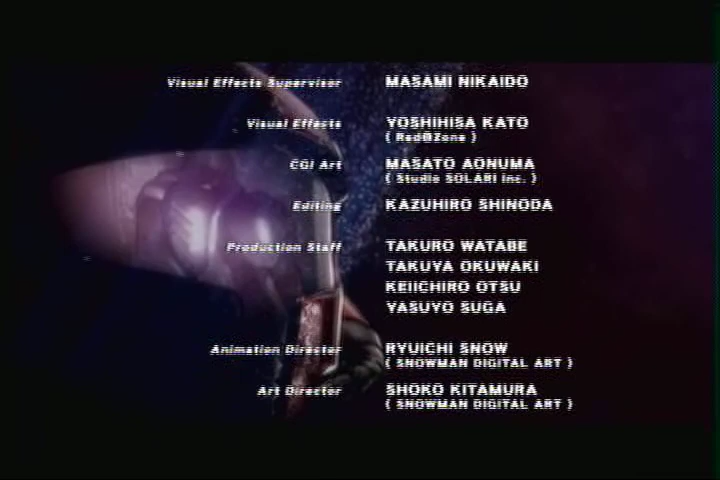 Visual Effects Supervisor MASAMI NIKAIDO
Visual Effects YOSHIHISA KATO
( Red@Zone )
CGI Art MASATO AONUMA
( Studio SOLARI Inc. )
Editing KAZUHIRO SHINODA
Production Staff TAKURO WATABE
TAKUYA OKUWAKI
KEIICHIRO OTSU
YASUYO SUGA
Animation Director RYUICHI SNOW
( SNOWMAN DIGITAL ART )
Art Director SHOKO KITAMURA
( SNOWMAN DIGITAL ART )